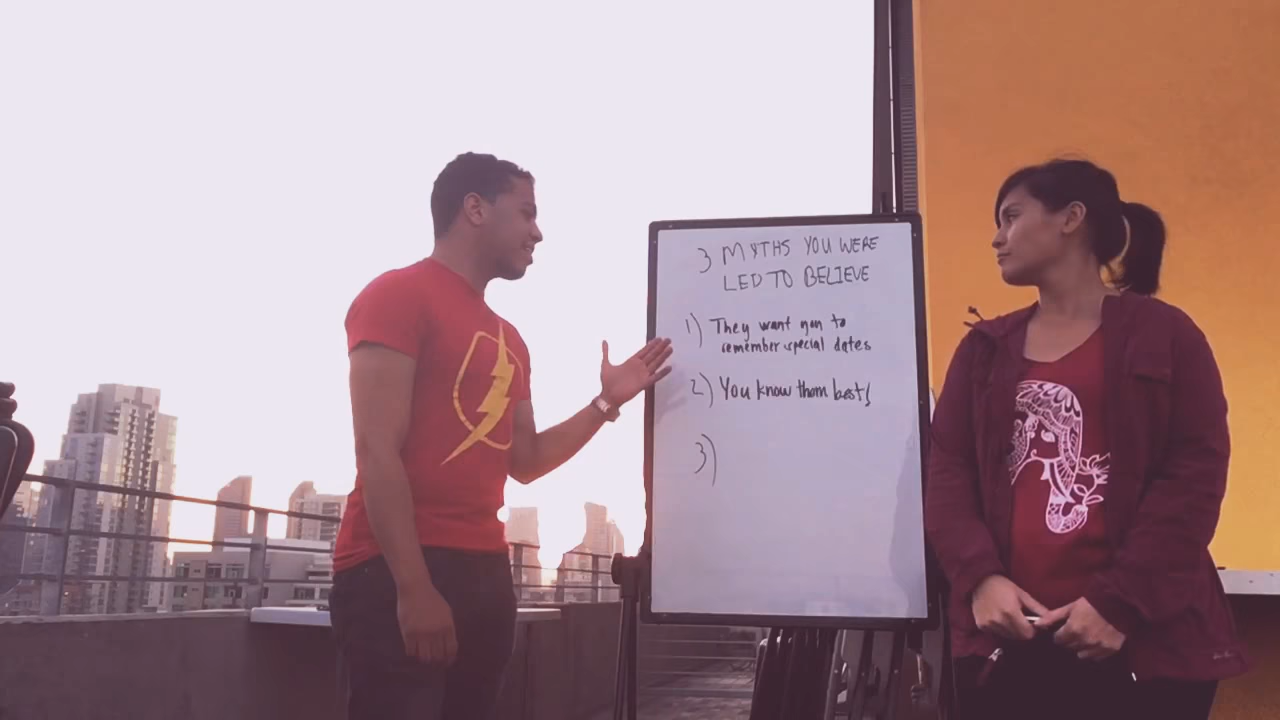 3 MYTHS YOU WERE
LED TO BELIEVE
1) They want you to
remember special dates
2) You know them best!
3)